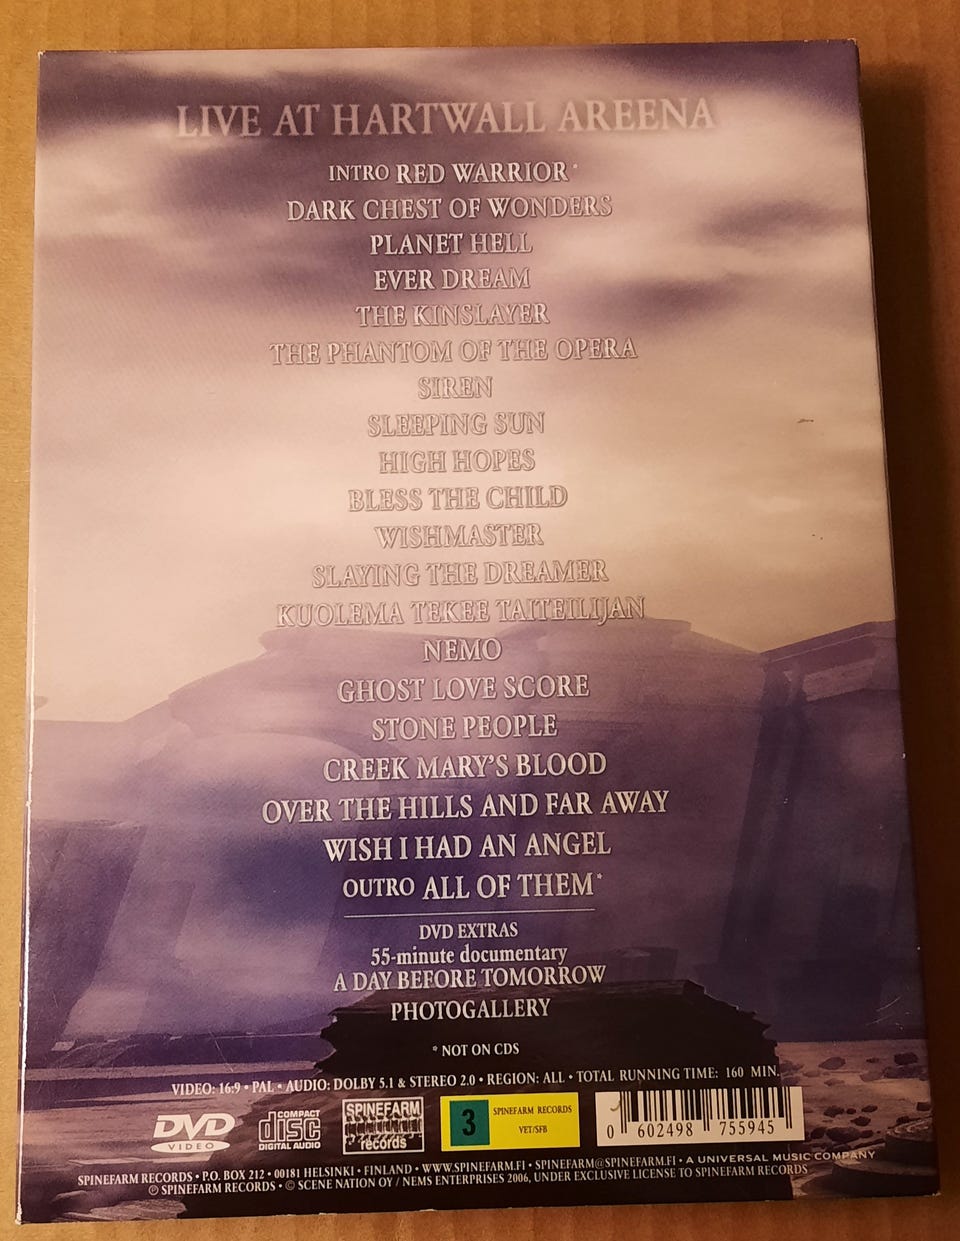 LIVE AT HARTWALL AREENA
INTRO RED WARRIOR*
DARK CHEST OF WONDERS
PLANET HELL
EVER DREAM
THE KINSLAYER
THE PHANTOM OF THE OPERA
SIREN
SLEEPING SUN
HIGH HOPES
BLESS THE CHILD
WISHMASTER
SLAYING THE DREAMER
KUOLEMA TEKEE TAITEILIJAN
NEMO
GHOST LOVE SCORE
STONE PEOPLE
CREEK MARY'S BLOOD
OVER THE HILLS AND FAR AWAY
WISH I HAD AN ANGEL
OUTRO ALL OF THEM*
DVD EXTRAS
55-minute documentary
A DAY BEFORE TOMORROW
PHOTOGALLERY
* NOT ON CDS
VIDEO: 16:9 • PAL • AUDIO: DOLBY 5.1 & STEREO 2.0 • REGION: ALL • TOTAL RUNNING TIME: 160 MIN.
DVD
VIDEO
COMPACT
disc
DIGITAL AUDIO
SPINEFARM
records
3
SPINEFARM RECORDS
VET/SFB
0 602498 755945
SPINEFARM RECORDS • P.O. BOX 212 • 00181 HELSINKI • FINLAND • WWW.SPINEFARM.FI • SPINEFARM@SPINEFARM.FI • A UNIVERSAL MUSIC COMPANY
℗ SPINEFARM RECORDS • © SCENE NATION OY / NEMS ENTERPRISES 2006, UNDER EXCLUSIVE LICENSE TO SPINEFARM RECORDS